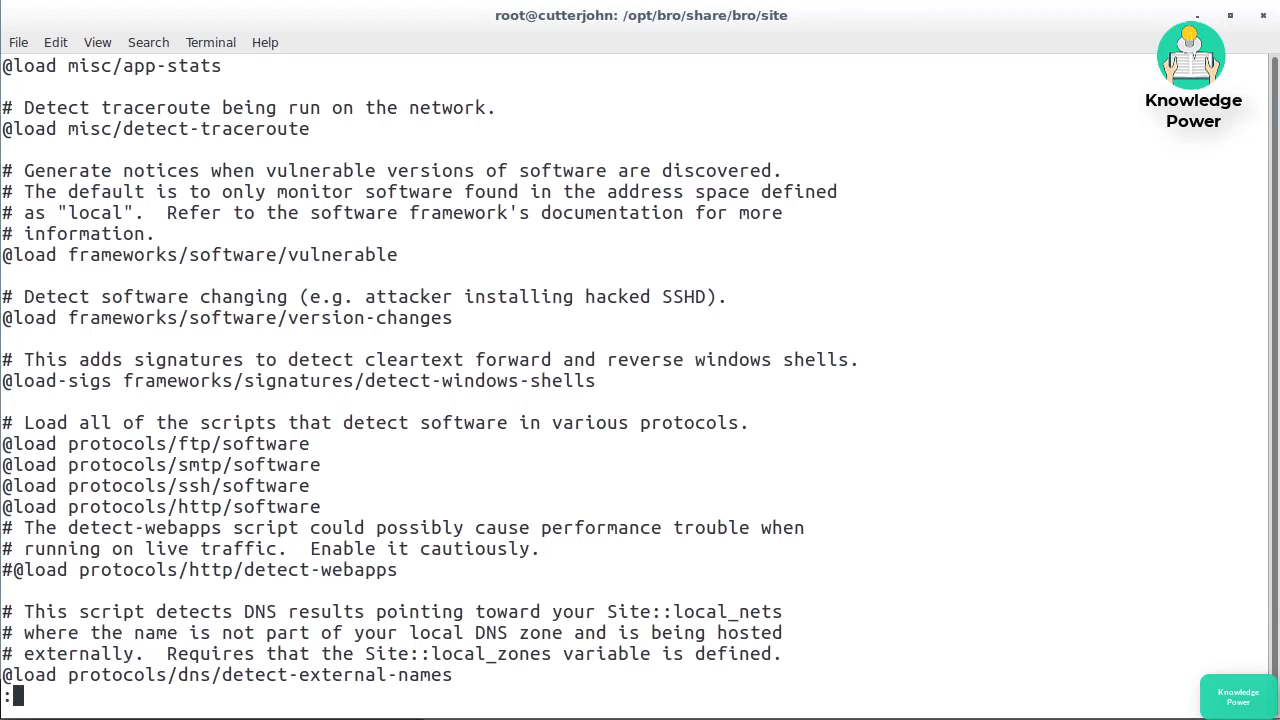 root@cutterjohn: /opt/bro/share/bro/site
File Edit View Search Terminal Help
@load misc/app-stats
# Detect traceroute being run on the network.
@load misc/detect-traceroute
# Generate notices when vulnerable versions of software are discovered.
# The default is to only monitor software found in the address space defined
# as "local".  Refer to the software framework's documentation for more
# information.
@load frameworks/software/vulnerable
# Detect software changing (e.g. attacker installing hacked SSHD).
@load frameworks/software/version-changes
# This adds signatures to detect cleartext forward and reverse windows shells.
@load-sigs frameworks/signatures/detect-windows-shells
# Load all of the scripts that detect software in various protocols.
@load protocols/ftp/software
@load protocols/smtp/software
@load protocols/ssh/software
@load protocols/http/software
# The detect-webapps script could possibly cause performance trouble when
# running on live traffic.  Enable it cautiously.
#@load protocols/http/detect-webapps
# This script detects DNS results pointing toward your Site::local_nets
# where the name is not part of your local DNS zone and is being hosted
# externally.  Requires that the Site::local_zones variable is defined.
@load protocols/dns/detect-external-names
:
Knowledge
Power
Knowledge
Power